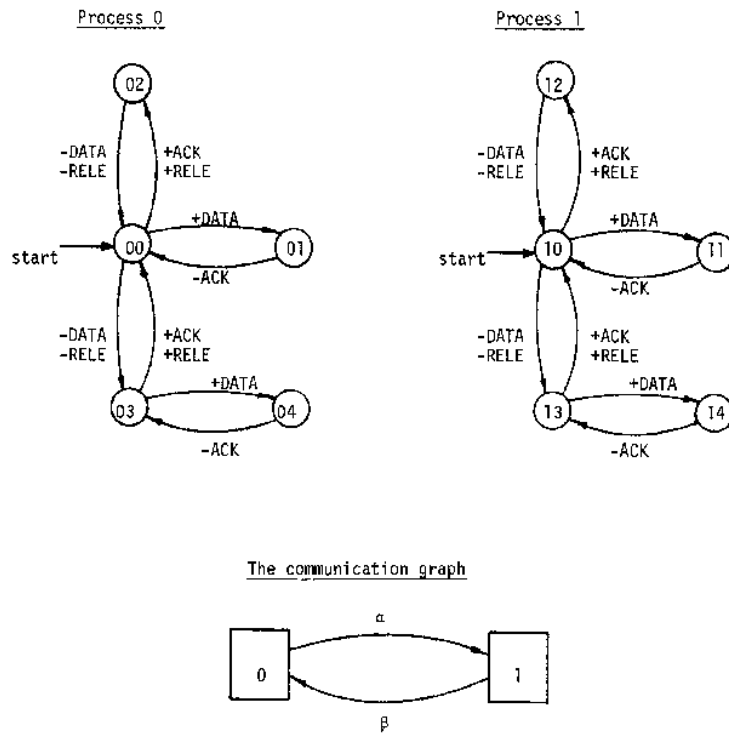 Process 0
02
-DATA
-RELE
+ACK
+RELE
+DATA
00
01
start
-ACK
-DATA
-RELE
+ACK
+RELE
+DATA
03
04
-ACK
Process 1
12
-DATA
-RELE
+ACK
+RELE
+DATA
10
11
start
-ACK
-DATA
-RELE
+ACK
+RELE
+DATA
13
14
-ACK
The communication graph
α
0
1
β